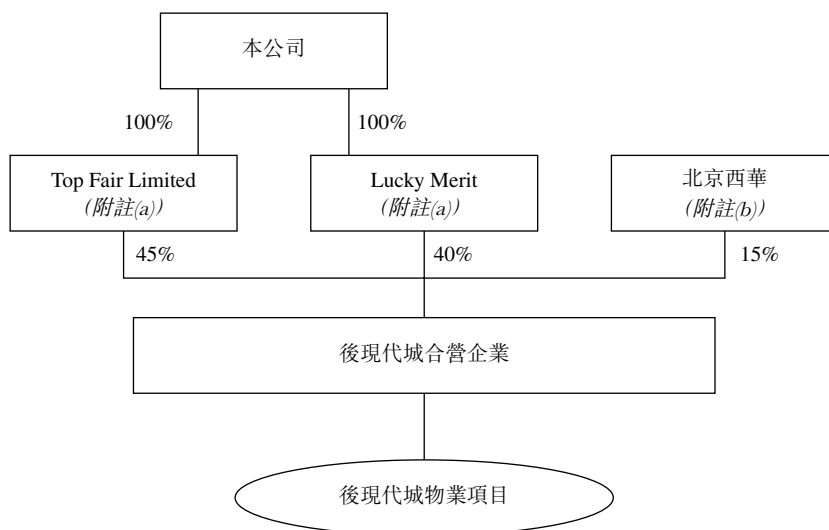 本公司
100%
100%
Top Fair Limited
(附註(a))
Lucky Merit
(附註(a))
北京西華
(附註(b))
45%
40%
15%
後現代城合營企業
後現代城物業項目